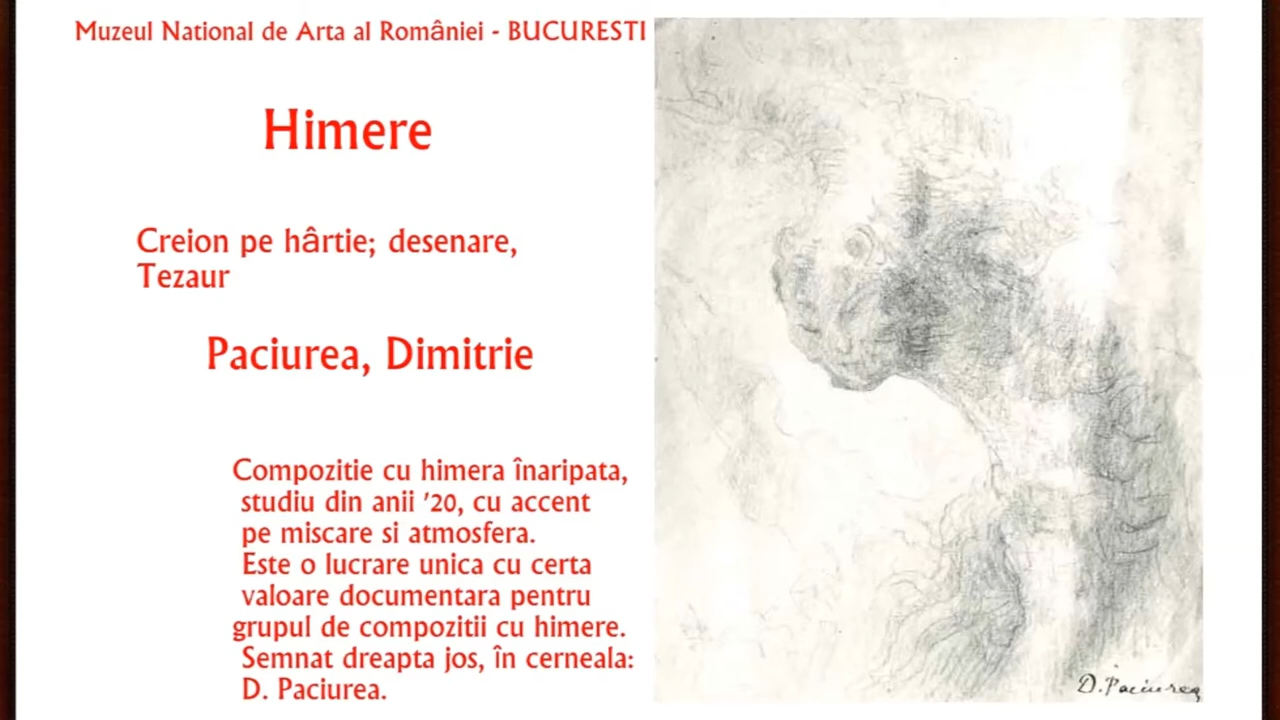 Muzeul National de Arta al României - BUCURESTI
Himere
Creion pe hârtie; desenare,
Tezaur
Paciurea, Dimitrie
Compozitie cu himera înaripata,
studiu din anii '20, cu accent
pe miscare si atmosfera.
Este o lucrare unica cu certa
valoare documentara pentru
grupul de compozitii cu himere.
Semnat dreapta jos, în cerneala:
D. Paciurea.
D. Paciurea